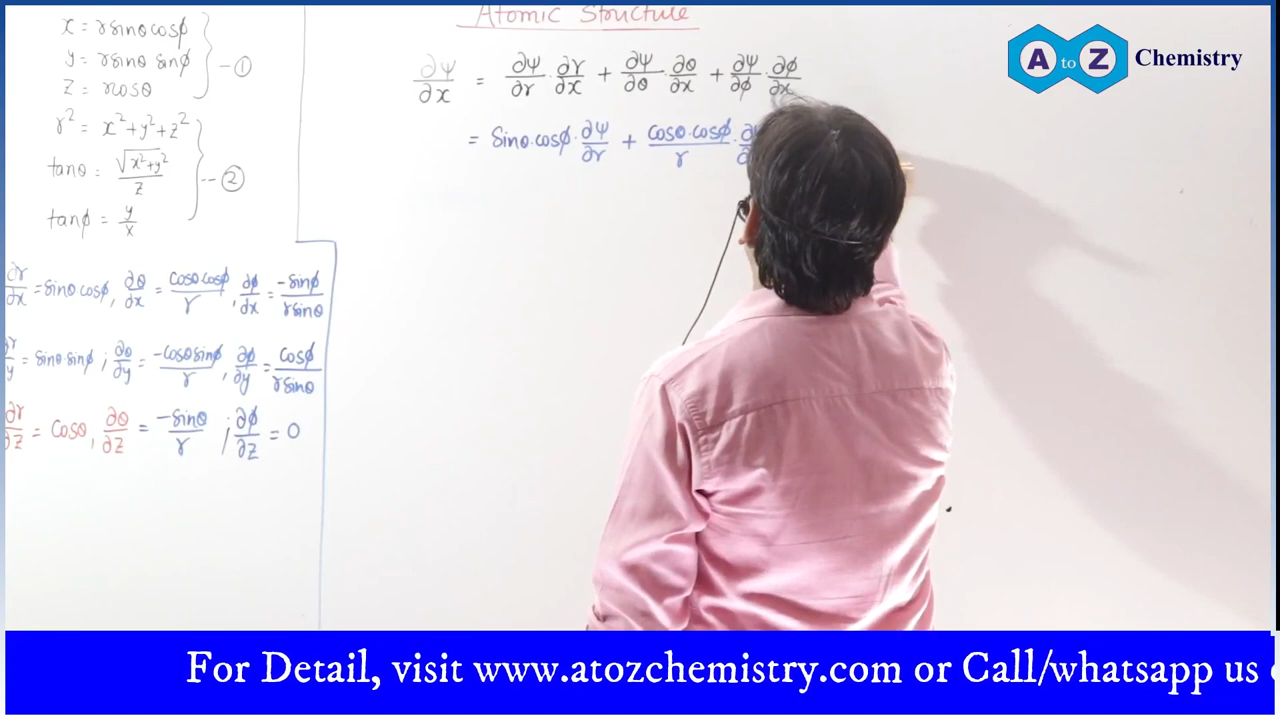 Atomic Structure
A to Z Chemistry
x = r sinθ cosϕ
y = r sinθ sinϕ
z = r cosθ
-- ①
r² = x² + y² + z²
tanθ = √(x²+y²)/z
tanϕ = y/x
-- ②
∂r/∂x = sinθ cosϕ, ∂θ/∂x = cosθ cosϕ/r, ∂ϕ/∂x = -sinϕ/r sinθ
∂r/∂y = sinθ sinϕ ; ∂θ/∂y = -cosθ sinϕ/r, ∂ϕ/∂y = cosϕ/r sinθ
∂r/∂z = Cosθ, ∂θ/∂z = -sinθ/r ; ∂ϕ/∂z = 0
∂Ψ/∂x = ∂Ψ/∂r · ∂r/∂x + ∂Ψ/∂θ · ∂θ/∂x + ∂Ψ/∂ϕ · ∂ϕ/∂x
= Sinθ·cosϕ · ∂Ψ/∂r + cosθ·cosϕ/r ·
For Detail, visit www.atozchemistry.com or Call/whatsapp us